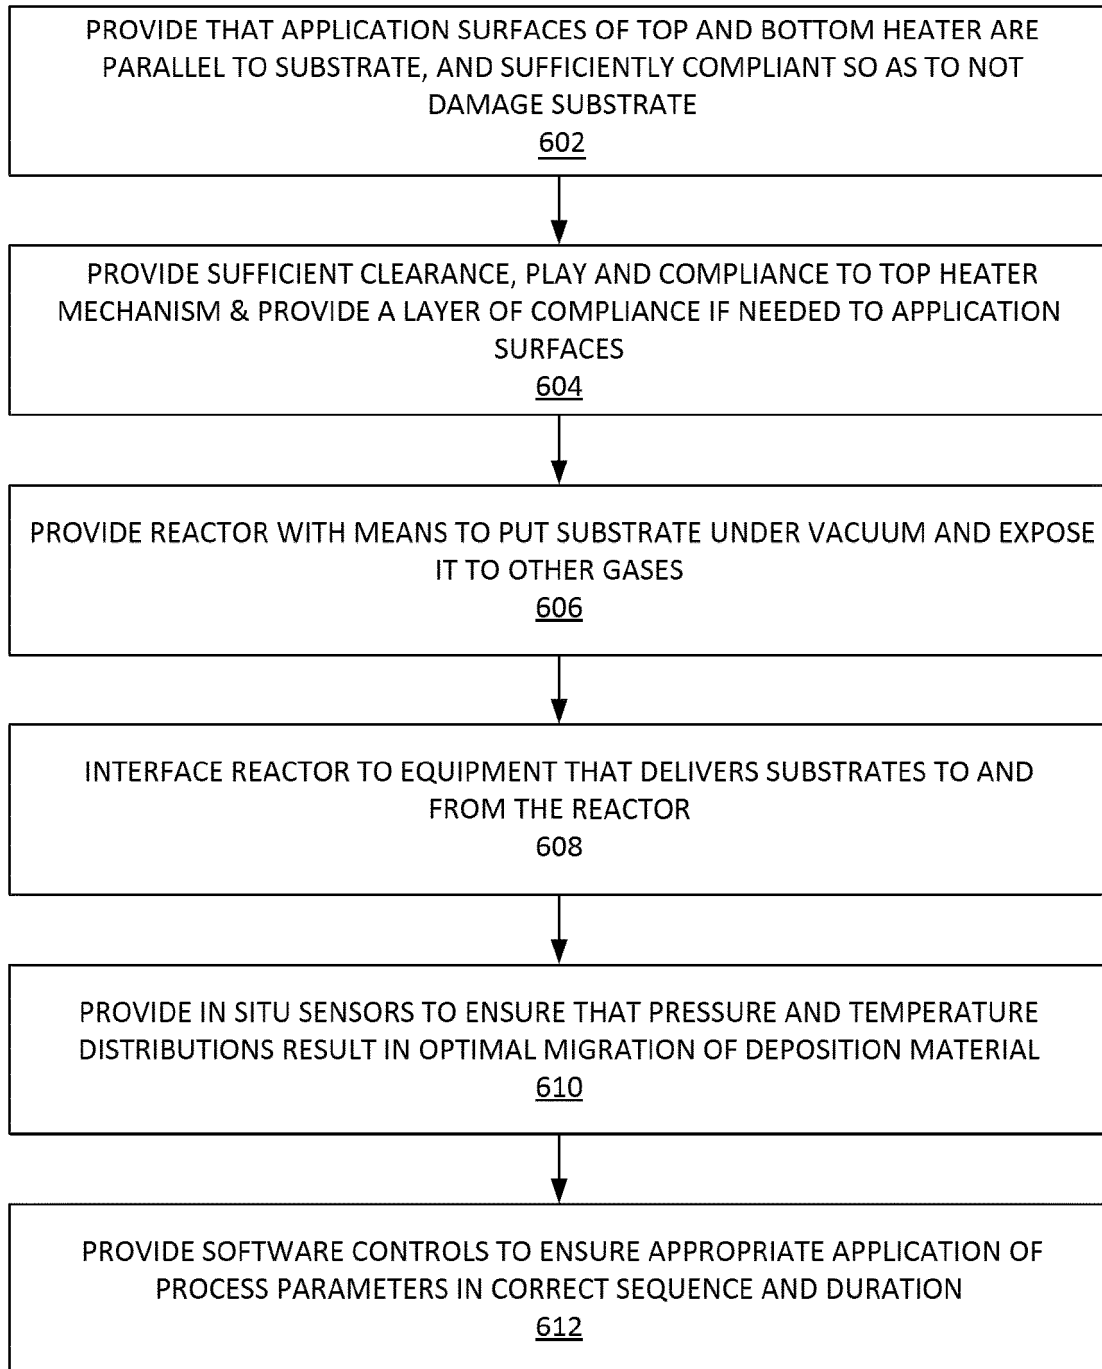 PROVIDE THAT APPLICATION SURFACES OF TOP AND BOTTOM HEATER ARE
PARALLEL TO SUBSTRATE, AND SUFFICIENTLY COMPLIANT SO AS TO NOT
DAMAGE SUBSTRATE
602
PROVIDE SUFFICIENT CLEARANCE, PLAY AND COMPLIANCE TO TOP HEATER
MECHANISM & PROVIDE A LAYER OF COMPLIANCE IF NEEDED TO APPLICATION
SURFACES
604
PROVIDE REACTOR WITH MEANS TO PUT SUBSTRATE UNDER VACUUM AND EXPOSE
IT TO OTHER GASES
606
INTERFACE REACTOR TO EQUIPMENT THAT DELIVERS SUBSTRATES TO AND
FROM THE REACTOR
608
PROVIDE IN SITU SENSORS TO ENSURE THAT PRESSURE AND TEMPERATURE
DISTRIBUTIONS RESULT IN OPTIMAL MIGRATION OF DEPOSITION MATERIAL
610
PROVIDE SOFTWARE CONTROLS TO ENSURE APPROPRIATE APPLICATION OF
PROCESS PARAMETERS IN CORRECT SEQUENCE AND DURATION
612